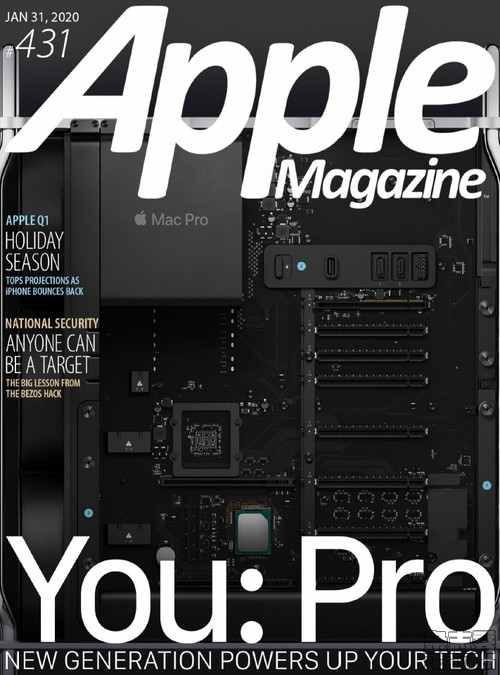 JAN 31, 2020
#431
Apple
Magazine
Mac Pro
APPLE Q1
HOLIDAY
SEASON
TOPS PROJECTIONS AS
iPHONE BOUNCES BACK
NATIONAL SECURITY
ANYONE CAN
BE A TARGET
THE BIG LESSON FROM
THE BEZOS HACK
You: Pro
NEW GENERATION POWERS UP YOUR TECH